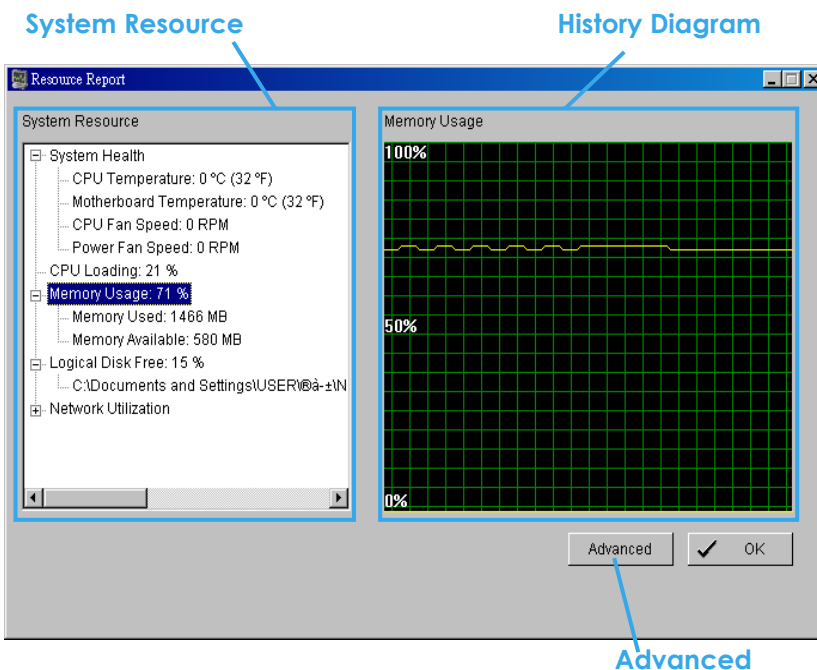 System Resource
History Diagram
Resource Report
System Resource
System Health
CPU Temperature: 0 °C (32 °F)
Motherboard Temperature: 0 °C (32 °F)
CPU Fan Speed: 0 RPM
Power Fan Speed: 0 RPM
CPU Loading: 21 %
Memory Usage: 71 %
Memory Used: 1466 MB
Memory Available: 580 MB
Logical Disk Free: 15 %
C:\Documents and Settings\USER\®à-±\N
Network Utilization
Memory Usage
100%
50%
0%
Advanced
OK
Advanced